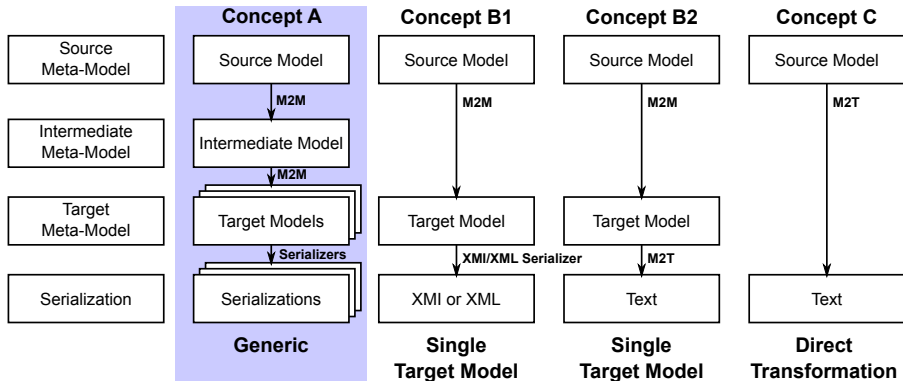 Concept A
Concept B1
Concept B2
Concept C
Source
Meta-Model
Source Model
Source Model
Source Model
Source Model
M2M
M2M
M2M
M2T
Intermediate
Meta-Model
Intermediate Model
M2M
Target
Meta-Model
Target Models
Target Model
Target Model
Serializers
XMI/XML Serializer
M2T
Serialization
Serializations
XMI or XML
Text
Text
Generic
Single
Target Model
Single
Target Model
Direct
Transformation